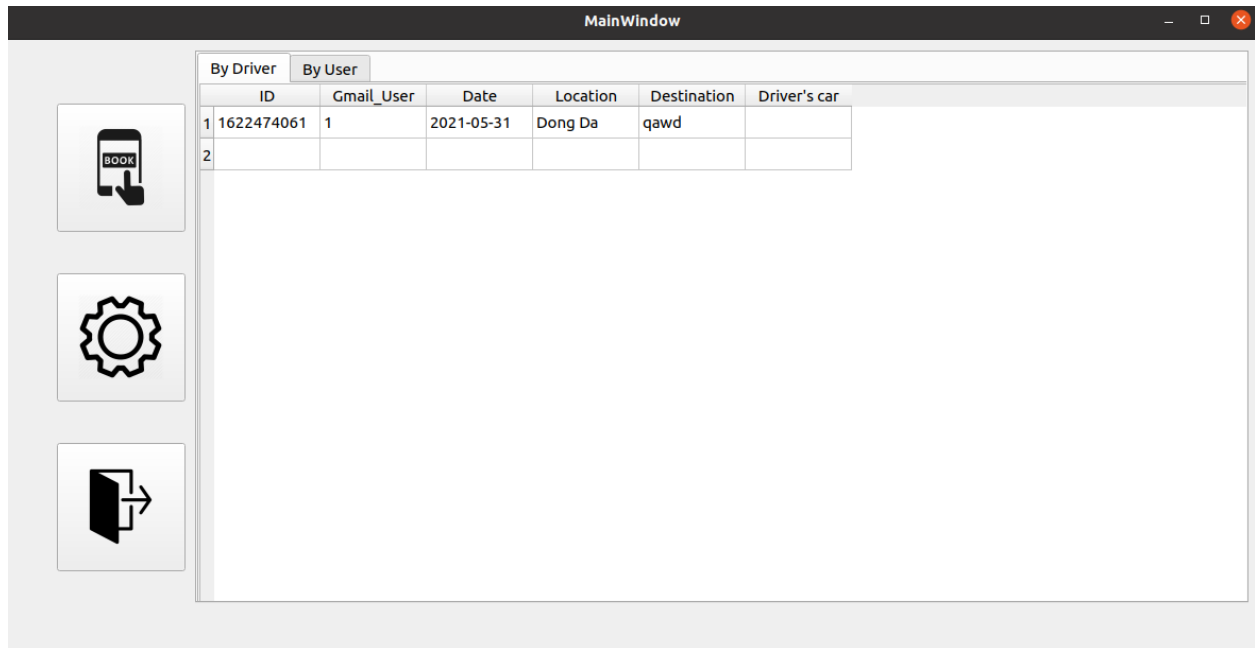 MainWindow
By Driver By User
ID Gmail_User Date Location Destination Driver's car
1 1622474061 1 2021-05-31 Dong Da qawd
2
BOOK